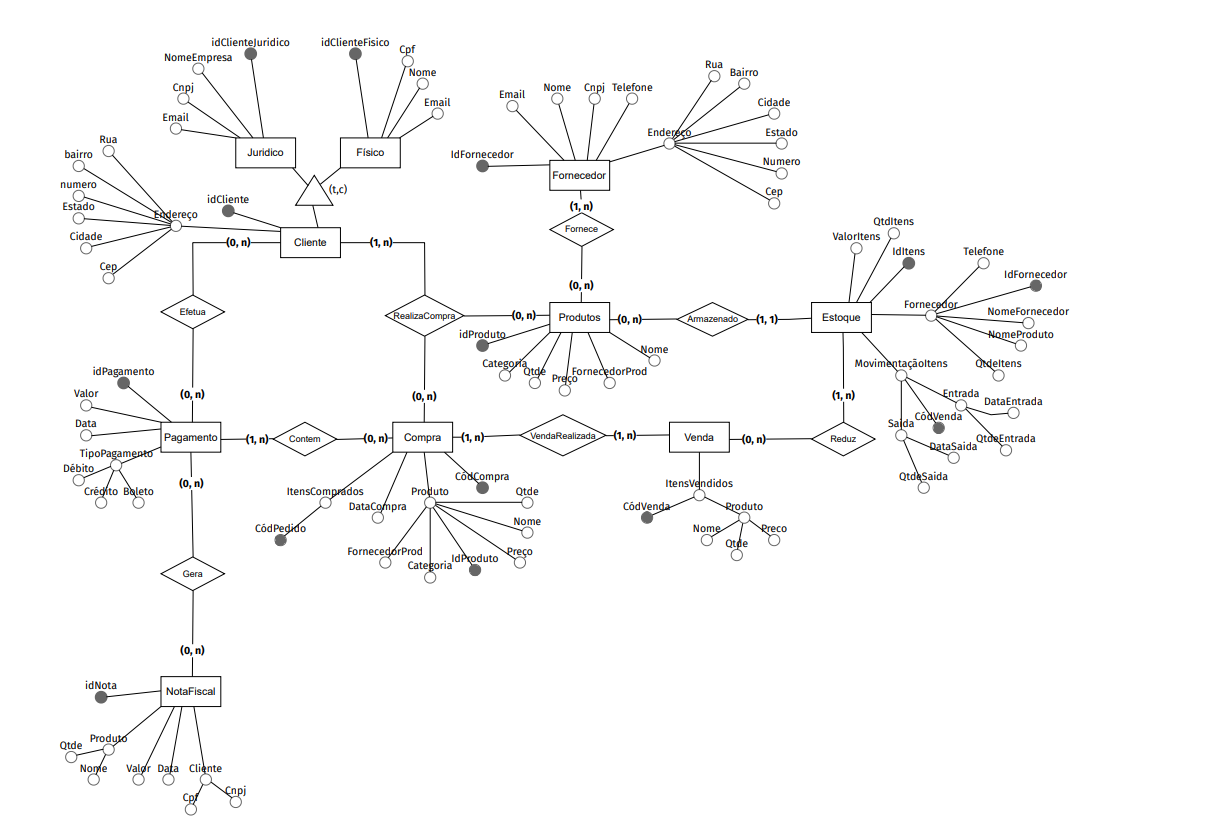 idClienteJuridico
idClienteFisico
NomeEmpresa
Cpf
Nome
Cnpj
Email
Email
Juridico
Físico
(t,c)
Rua
bairro
numero
Estado
Endereço
Cidade
Cep
idCliente
Cliente
(0, n)
(1, n)
Email
Nome
Cnpj
Telefone
IdFornecedor
Fornecedor
Endereço
Rua
Bairro
Cidade
Estado
Numero
Cep
(1, n)
Fornece
(0, n)
Efetua
(0, n)
RealizaCompra
(0, n)
(0, n)
Produtos
idProduto
Categoria
Qtde
Preço
FornecedorProd
Nome
(0, n)
Armazenado
(1, 1)
Estoque
ValorItens
QtdItens
IdItens
Fornecedor
Telefone
IdFornecedor
NomeFornecedor
NomeProduto
QtdeItens
MovimentaçãoItens
Entrada
DataEntrada
QtdeEntrada
CódVenda
Saída
DataSaida
QtdeSaida
(1, n)
Reduz
(0, n)
idPagamento
Valor
Data
Pagamento
TipoPagamento
Dèbito
Crédito
Boleto
(1, n)
Contem
(0, n)
Compra
(1, n)
VendaRealizada
(1, n)
Venda
ItensComprados
CódPedido
DataCompra
Produto
CódCompra
Qtde
Nome
Preço
IdProduto
Categoria
FornecedorProd
ItensVendidos
CódVenda
Produto
Nome
Qtde
Preco
(0, n)
Gera
(0, n)
idNota
NotaFiscal
Produto
Qtde
Nome
Valor
Data
Cliente
Cpf
Cnpj